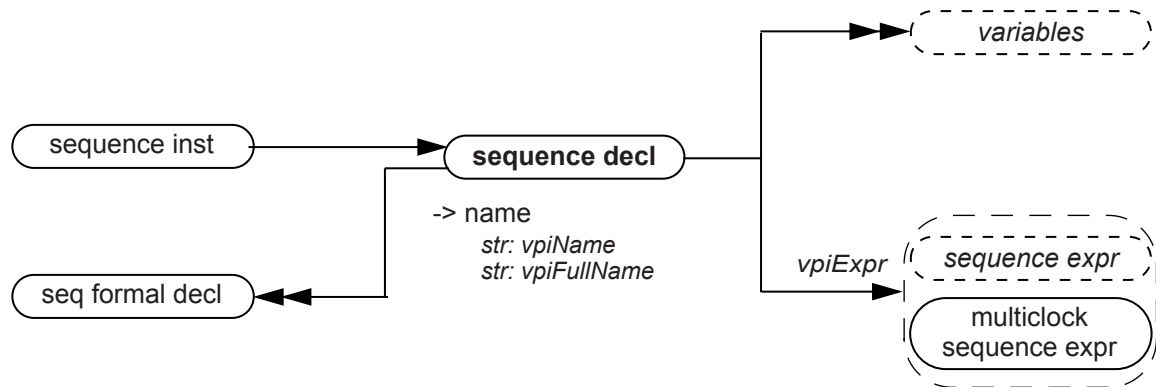 variables
sequence inst
sequence decl
-> name
str: vpiName
str: vpiFullName
seq formal decl
vpiExpr
sequence expr
multiclock
sequence expr